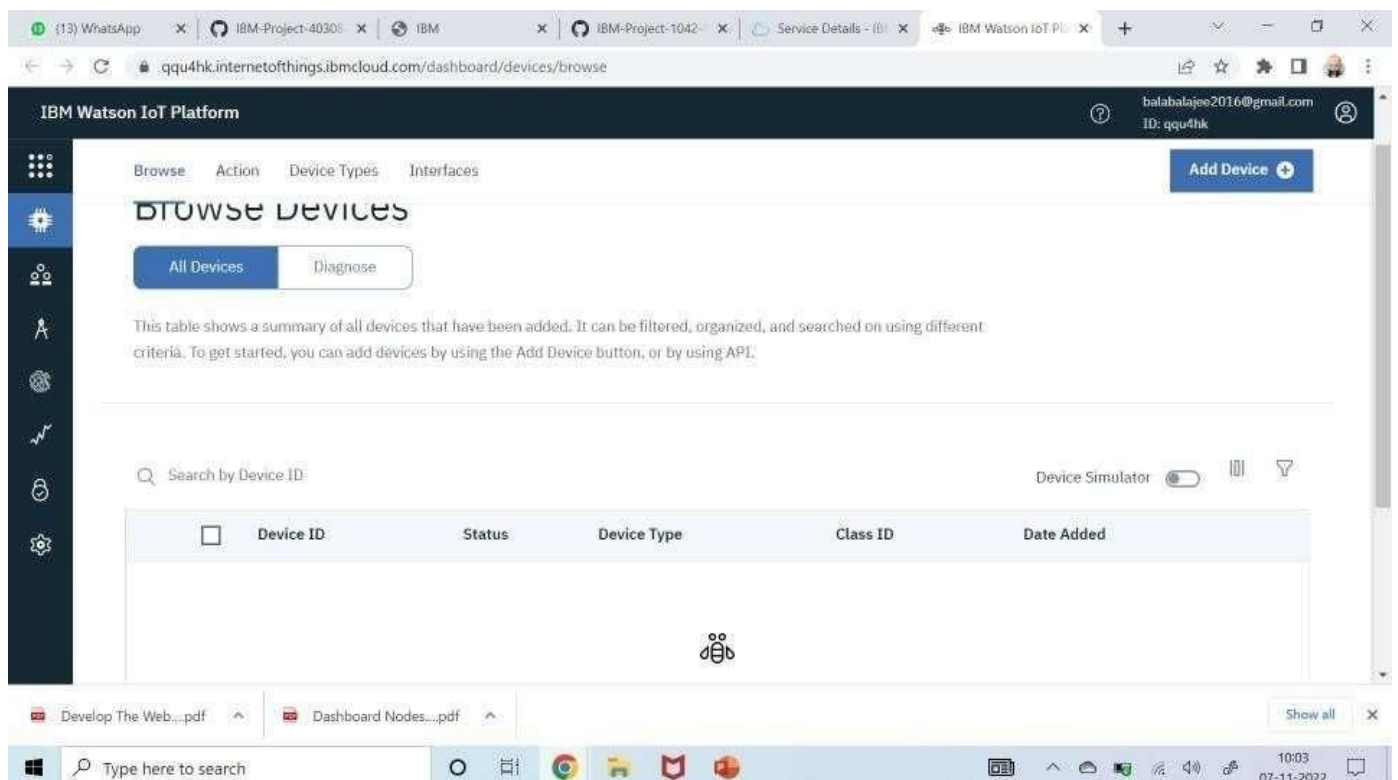 (13) WhatsApp
IBM-Project-40308
IBM
IBM-Project-1042-
Service Details - IB
IBM Watson IoT Pl
qqu4hk.internetofthings.ibmcloud.com/dashboard/devices/browse
IBM Watson IoT Platform
balabalajee2016@gmail.com
ID: qqu4hk
Browse Action Device Types Interfaces
Add Device
Browse Devices
All Devices
Diagnose
This table shows a summary of all devices that have been added. It can be filtered, organized, and searched on using different
criteria. To get started, you can add devices by using the Add Device button, or by using API.
Search by Device ID
Device Simulator
Device ID Status Device Type Class ID Date Added
Develop The Web....pdf
Dashboard Nodes....pdf
Show all
Type here to search
10:03
07-11-2022